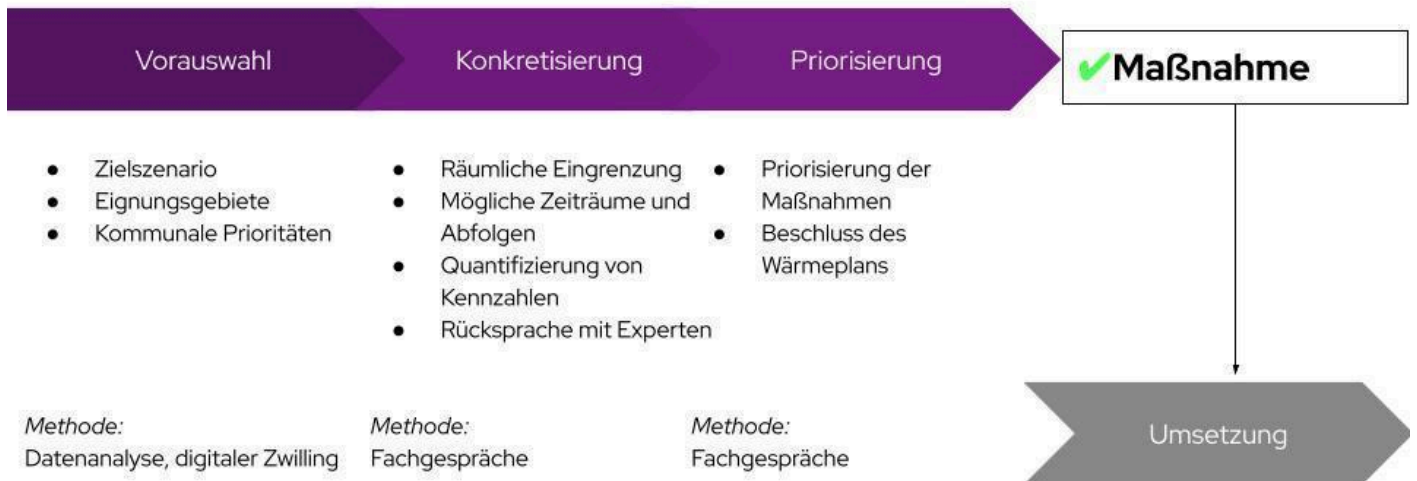 Vorauswahl
Konkretisierung
Priorisierung
✔Maßnahme
● Zielszenario
● Eignungsgebiete
● Kommunale Prioritäten
● Räumliche Eingrenzung
● Mögliche Zeiträume und
Abfolgen
● Quantifizierung von
Kennzahlen
● Rücksprache mit Experten
● Priorisierung der
Maßnahmen
● Beschluss des
Wärmeplans
Methode:
Datenanalyse, digitaler Zwilling
Methode:
Fachgespräche
Methode:
Fachgespräche
Umsetzung